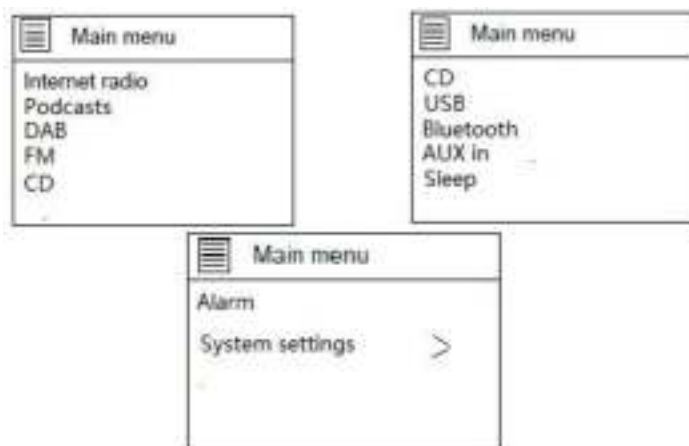 Main menu
Internet radio
Podcasts
DAB
FM
CD
Main menu
CD
USB
Bluetooth
AUX in
Sleep
Main menu
Alarm
System settings >